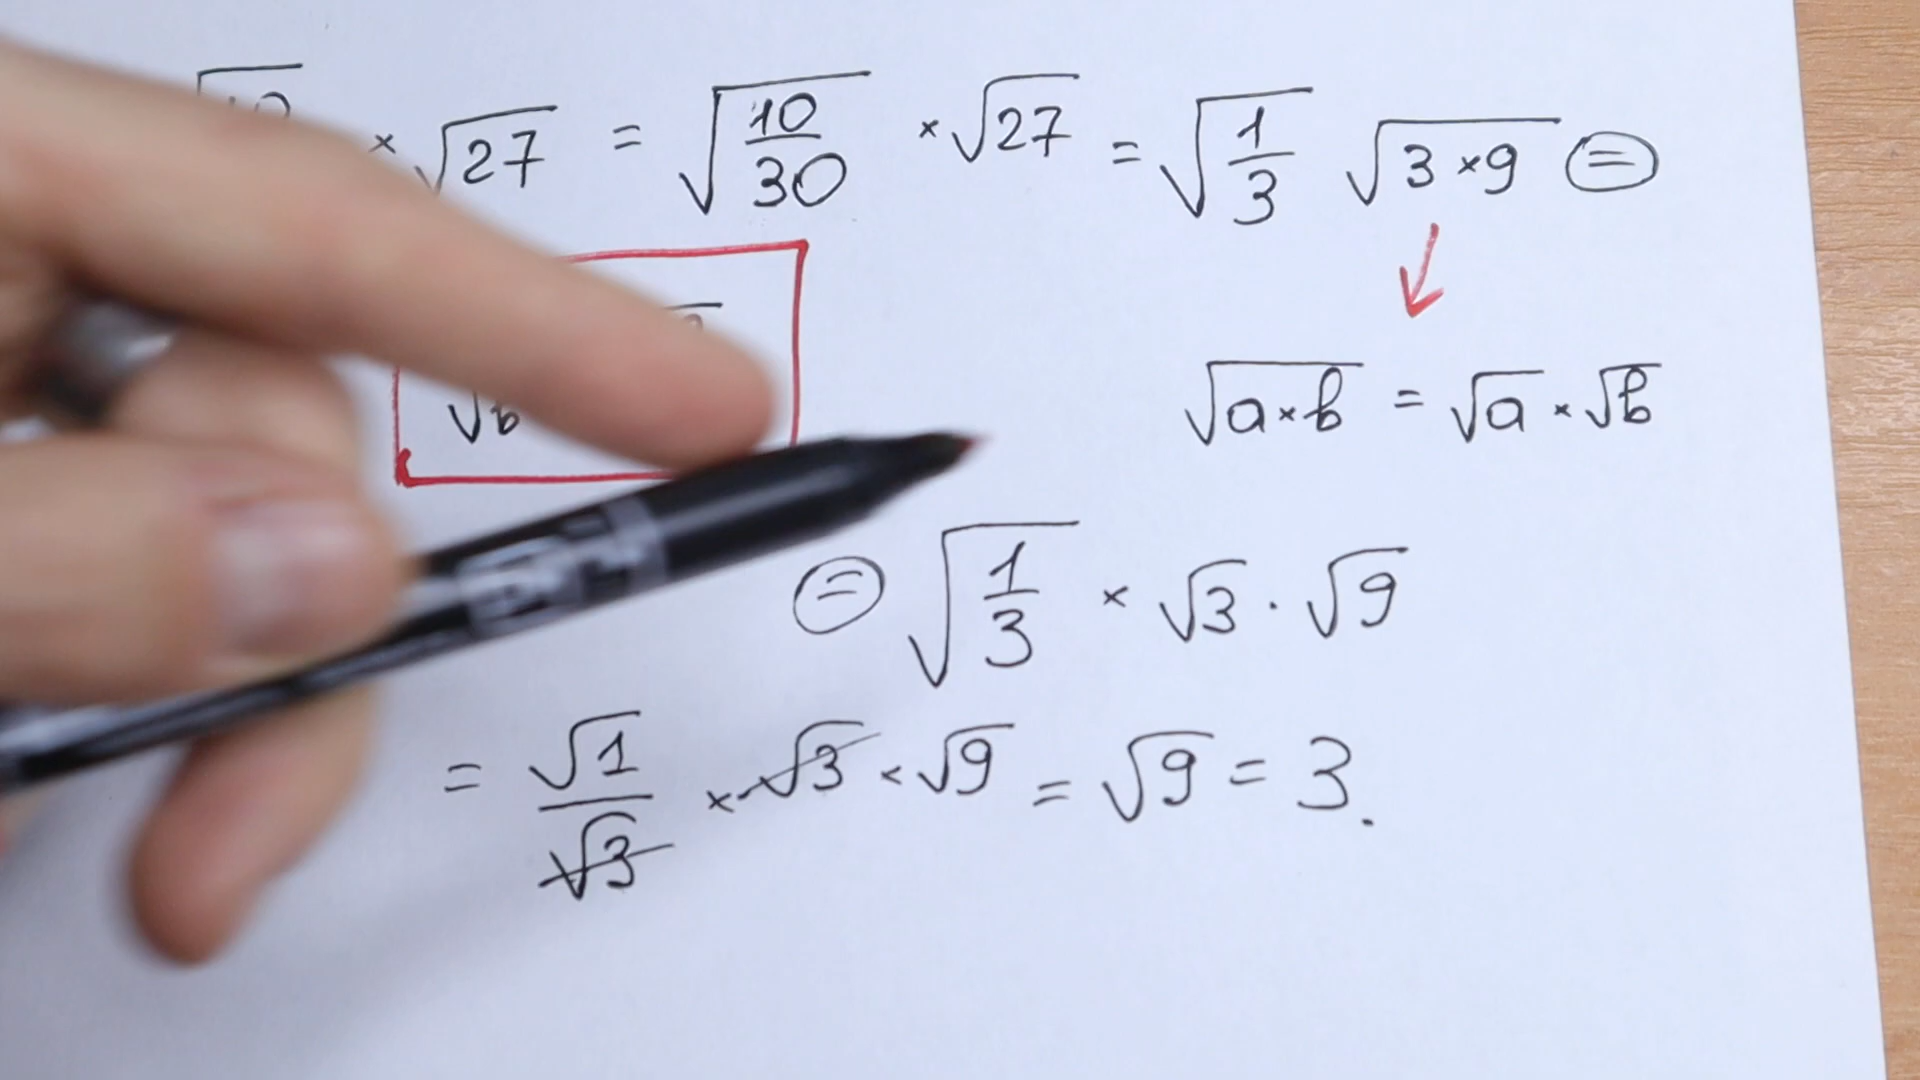 × √27 = √(10/30) × √27 = √(1/3) √(3×9) =
√b
√(a×b) = √a × √b
= √(1/3) × √3 · √9
= √1/√3 × √3 × √9 = √9 = 3.